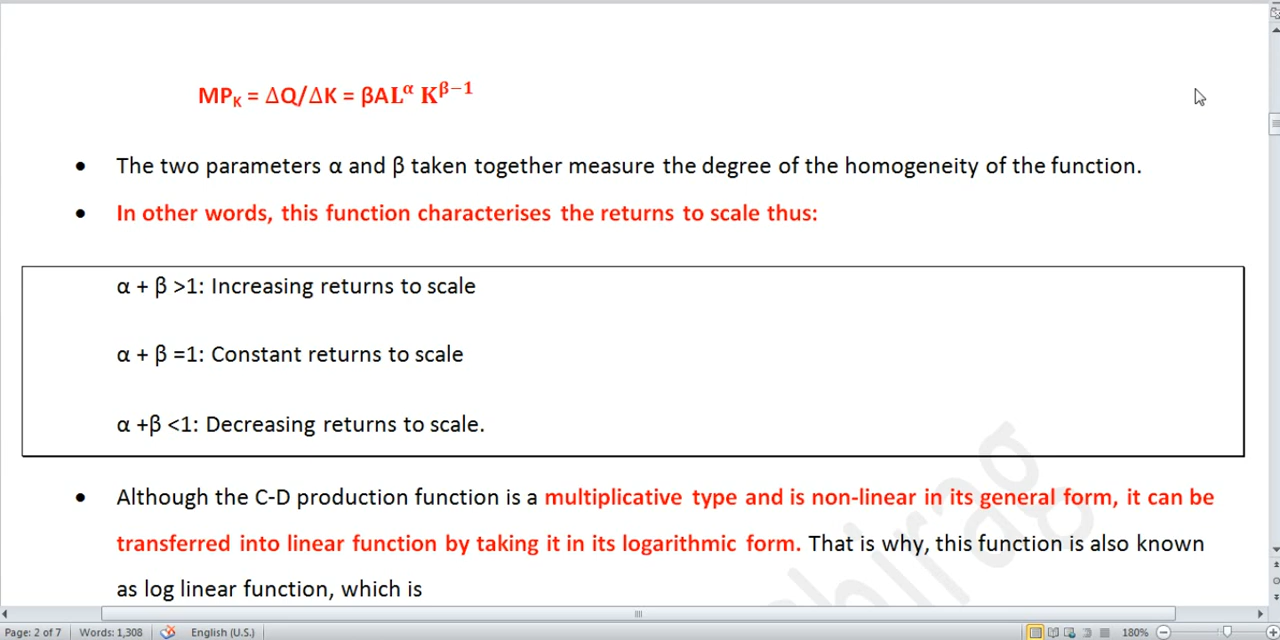 MPK = ΔQ/ΔK = βALα Kβ−1
• The two parameters α and β taken together measure the degree of the homogeneity of the function.
• In other words, this function characterises the returns to scale thus:
α + β >1: Increasing returns to scale
α + β =1: Constant returns to scale
α +β <1: Decreasing returns to scale.
• Although the C-D production function is a multiplicative type and is non-linear in its general form, it can be
transferred into linear function by taking it in its logarithmic form. That is why, this function is also known
as log linear function, which is
Page: 2 of 7 Words: 1,308 English (U.S.) 180%